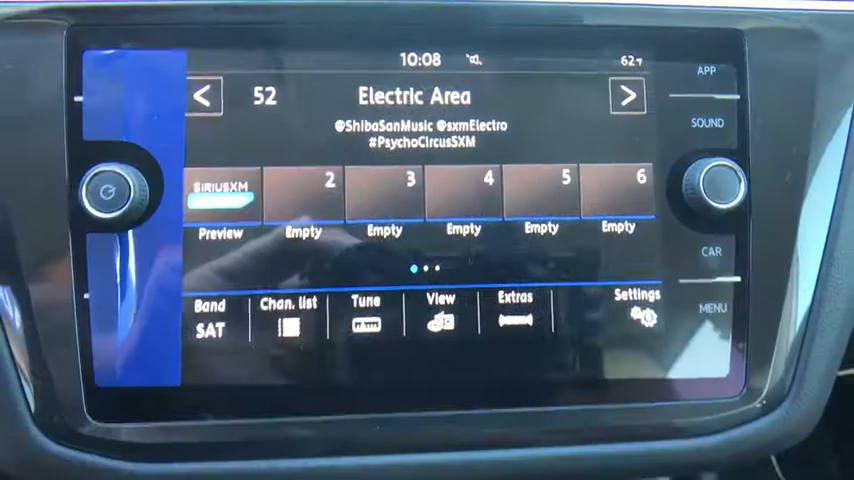 10:08
62°F
APP
52
Electric Area
@ShibaSanMusic @sxmElectro
#PsychoCircusSXM
SOUND
SIRIUSXM
2
3
4
5
6
Preview
Empty
Empty
Empty
Empty
Empty
CAR
Band
Chan. list
Tune
View
Extras
Settings
SAT
MENU